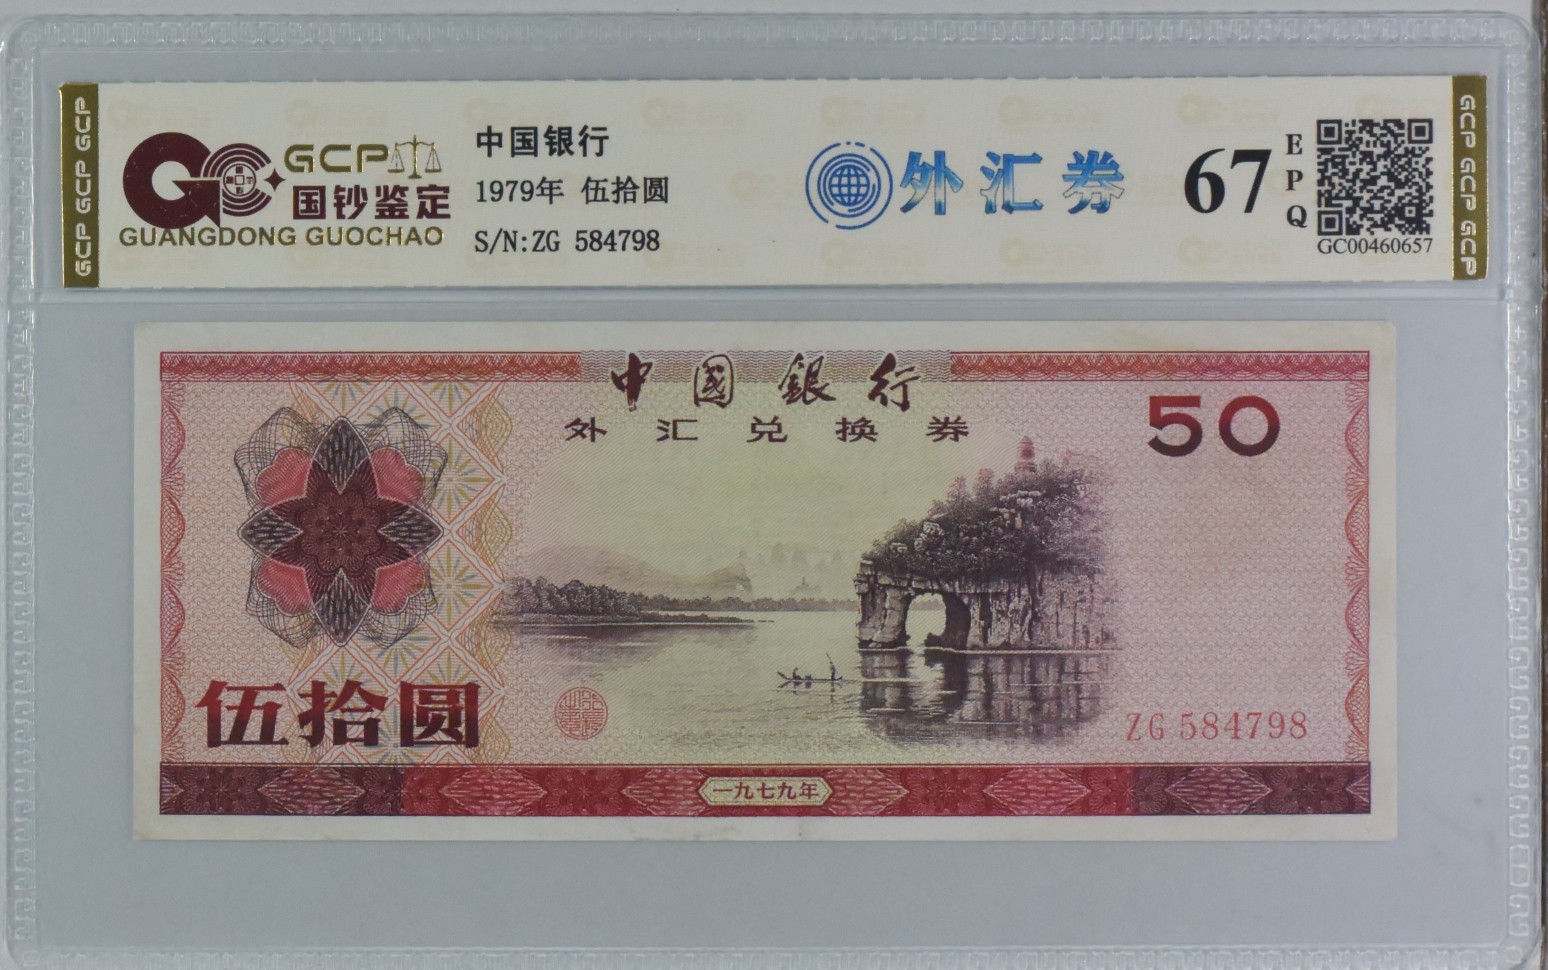 GCP GCP GCP
GCP
国钞鉴定
GUANGDONG GUOCHAO
中国银行
1979年 伍拾圆
S/N:ZG 584798
外汇券
67
EPQ
GC00460657
GCP GCP GCP
中國銀行
外汇兑换券
50
伍拾圆
ZG 584798
一九七九年